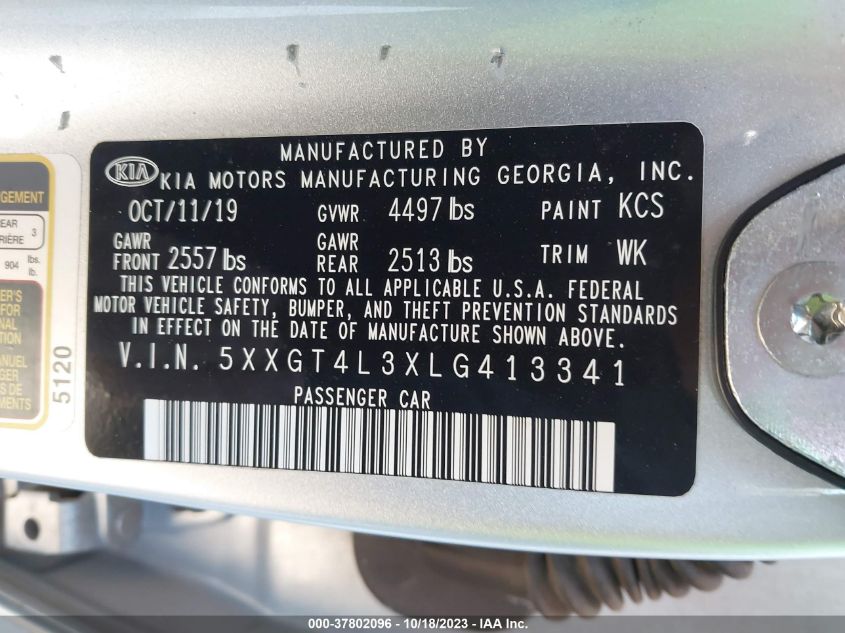 MANUFACTURED BY
KIA KIA MOTORS MANUFACTURING GEORGIA, INC.
OCT/11/19 GVWR 4497 lbs PAINT KCS
GAWR FRONT 2557 lbs GAWR REAR 2513 lbs TRIM WK
THIS VEHICLE CONFORMS TO ALL APPLICABLE U.S.A. FEDERAL
MOTOR VEHICLE SAFETY, BUMPER, AND THEFT PREVENTION STANDARDS
IN EFFECT ON THE DATE OF MANUFACTURE SHOWN ABOVE.
V.I.N. 5XXGT4L3XLG413341
PASSENGER CAR
3
904 lbs. lb.
5120
000-37802096 - 10/18/2023 - IAA Inc.